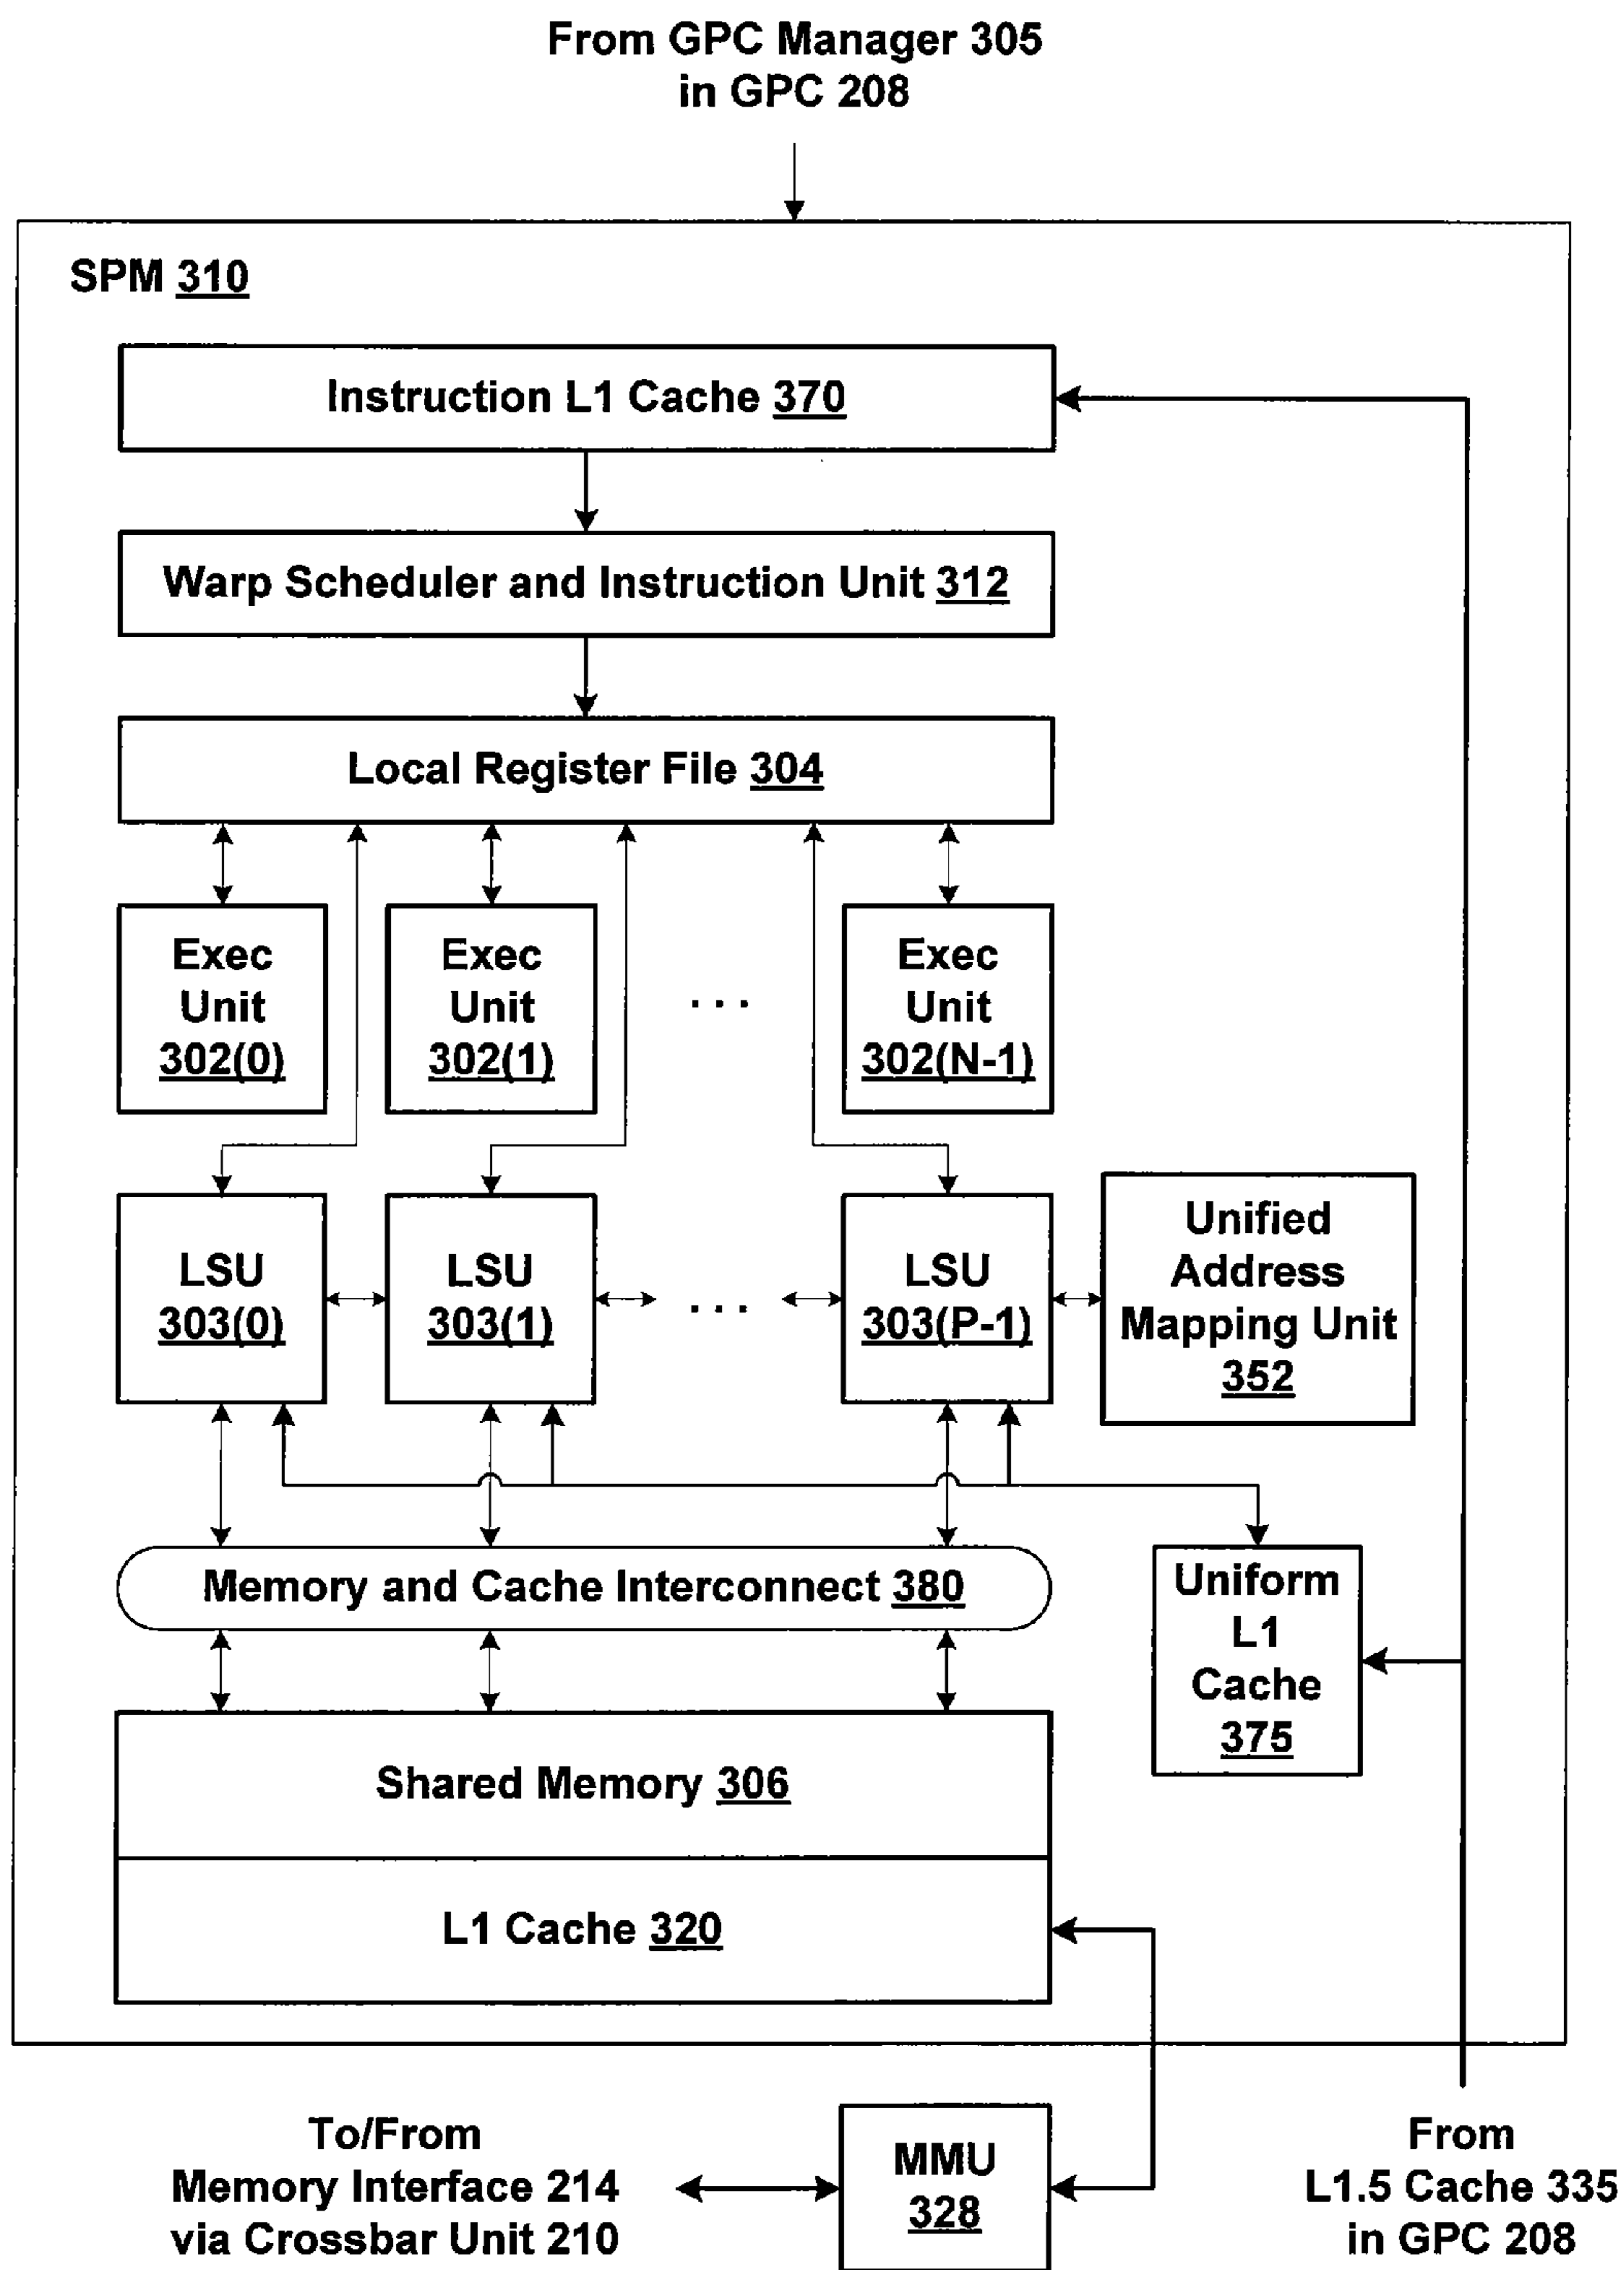 From GPC Manager 305
in GPC 208
SPM 310
Instruction L1 Cache 370
Warp Scheduler and Instruction Unit 312
Local Register File 304
Exec
Unit
302(0)
Exec
Unit
302(1)
. . .
Exec
Unit
302(N-1)
LSU
303(0)
LSU
303(1)
. . .
LSU
303(P-1)
Unified
Address
Mapping Unit
352
Memory and Cache Interconnect 380
Uniform
L1
Cache
375
Shared Memory 306
L1 Cache 320
To/From
Memory Interface 214
via Crossbar Unit 210
MMU
328
From
L1.5 Cache 335
in GPC 208